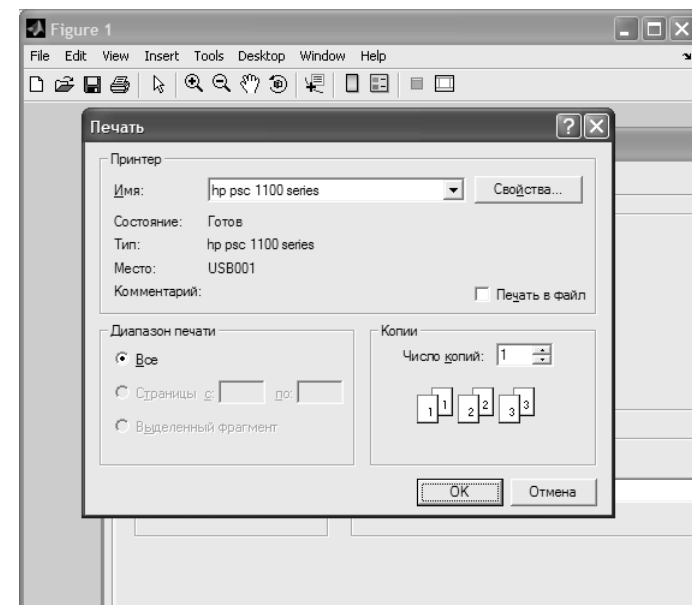 Figure 1
File Edit View Insert Tools Desktop Window Help
Печать
Принтер
Имя: hp psc 1100 series Свойства...
Состояние: Готов
Тип: hp psc 1100 series
Место: USB001
Комментарий: Печать в файл
Диапазон печати Копии
Все Число копий: 1
Страницы с: по:
1 1 2 2 3 3
Выделенный фрагмент
OK Отмена